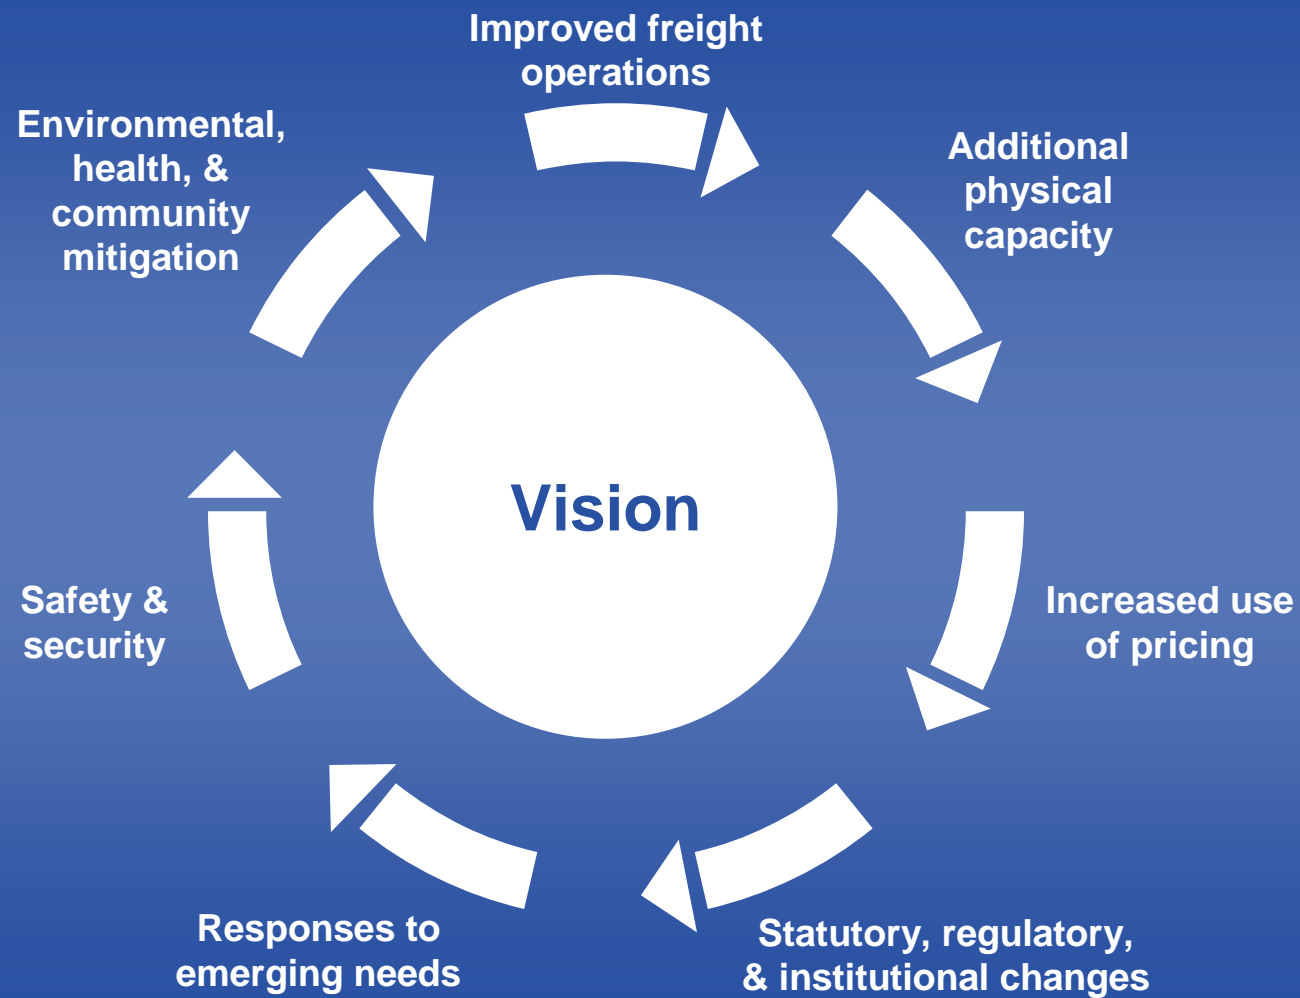 Improved freight
operations
Additional
physical
capacity
Increased use
of pricing
Statutory, regulatory,
& institutional changes
Responses to
emerging needs
Safety &
security
Environmental,
health, &
community
mitigation
Vision